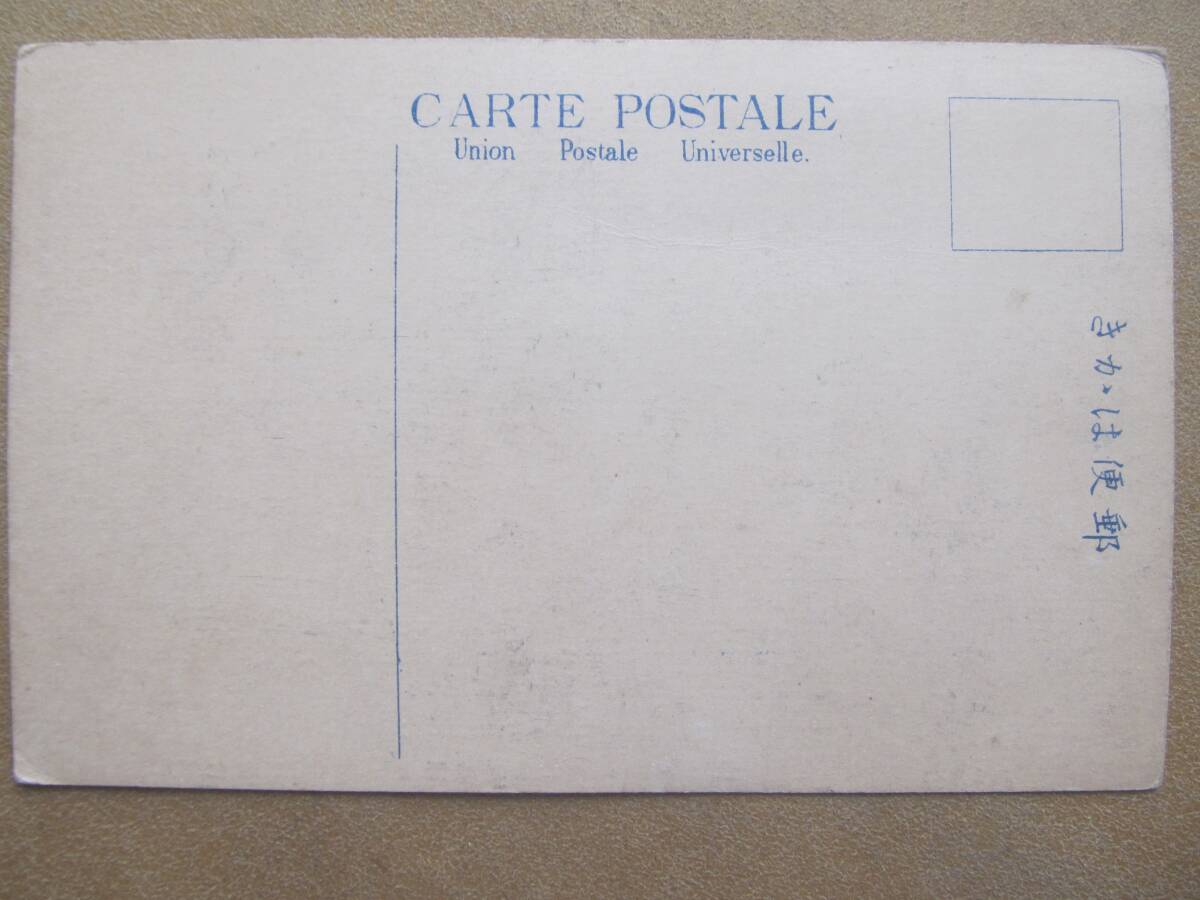 CARTE POSTALE
Union Postale Universelle.
郵便はかき